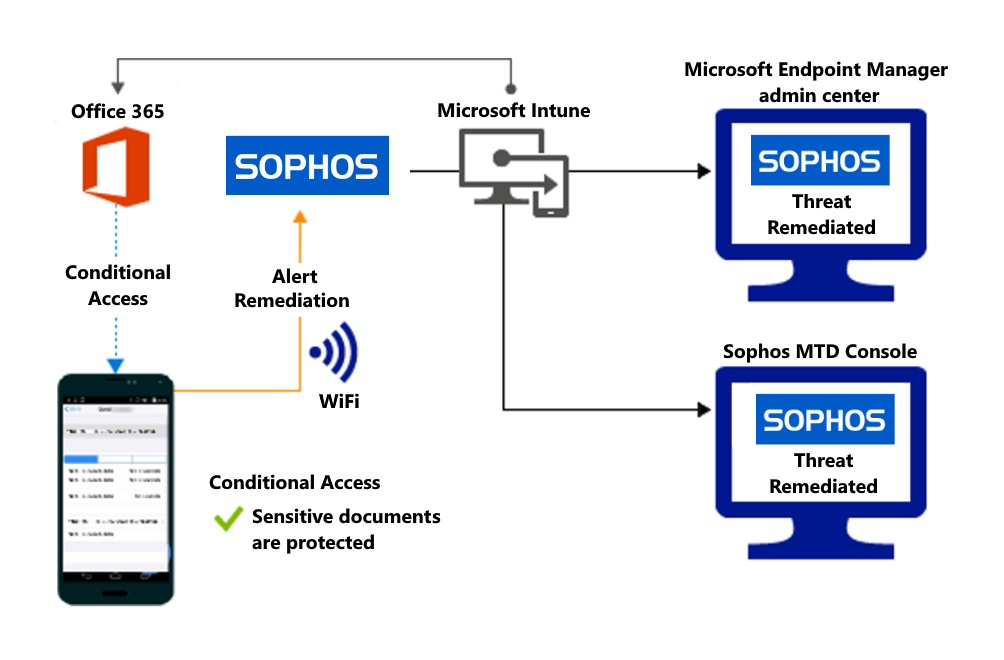 Office 365
SOPHOS
Microsoft Intune
Microsoft Endpoint Manager
admin center
SOPHOS
Threat
Remediated
Conditional
Access
Alert
Remediation
WiFi
Sophos MTD Console
SOPHOS
Threat
Remediated
Conditional Access
Sensitive documents
are protected